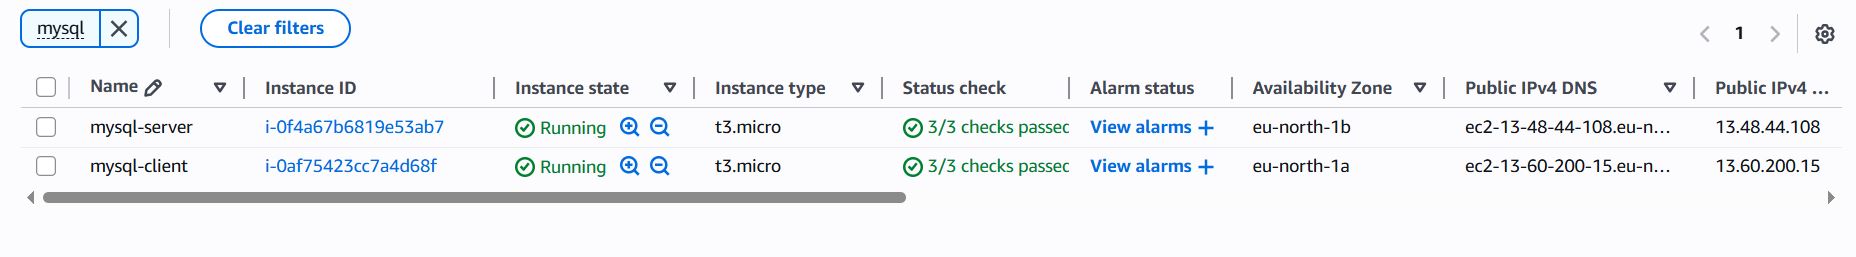 mysql Clear filters
1
Name Instance ID Instance state Instance type Status check Alarm status Availability Zone Public IPv4 DNS Public IPv4 ...
mysql-server i-0f4a67b6819e53ab7 Running t3.micro 3/3 checks passed View alarms + eu-north-1b ec2-13-48-44-108.eu-n... 13.48.44.108
mysql-client i-0af75423cc7a4d68f Running t3.micro 3/3 checks passed View alarms + eu-north-1a ec2-13-60-200-15.eu-n... 13.60.200.15